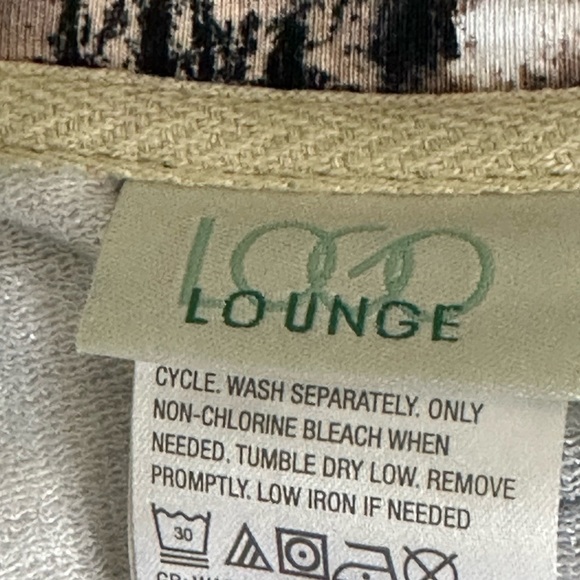 LOGO
LOUNGE
CYCLE. WASH SEPARATELY. ONLY
NON-CHLORINE BLEACH WHEN
NEEDED. TUMBLE DRY LOW. REMOVE
PROMPTLY. LOW IRON IF NEEDED
30